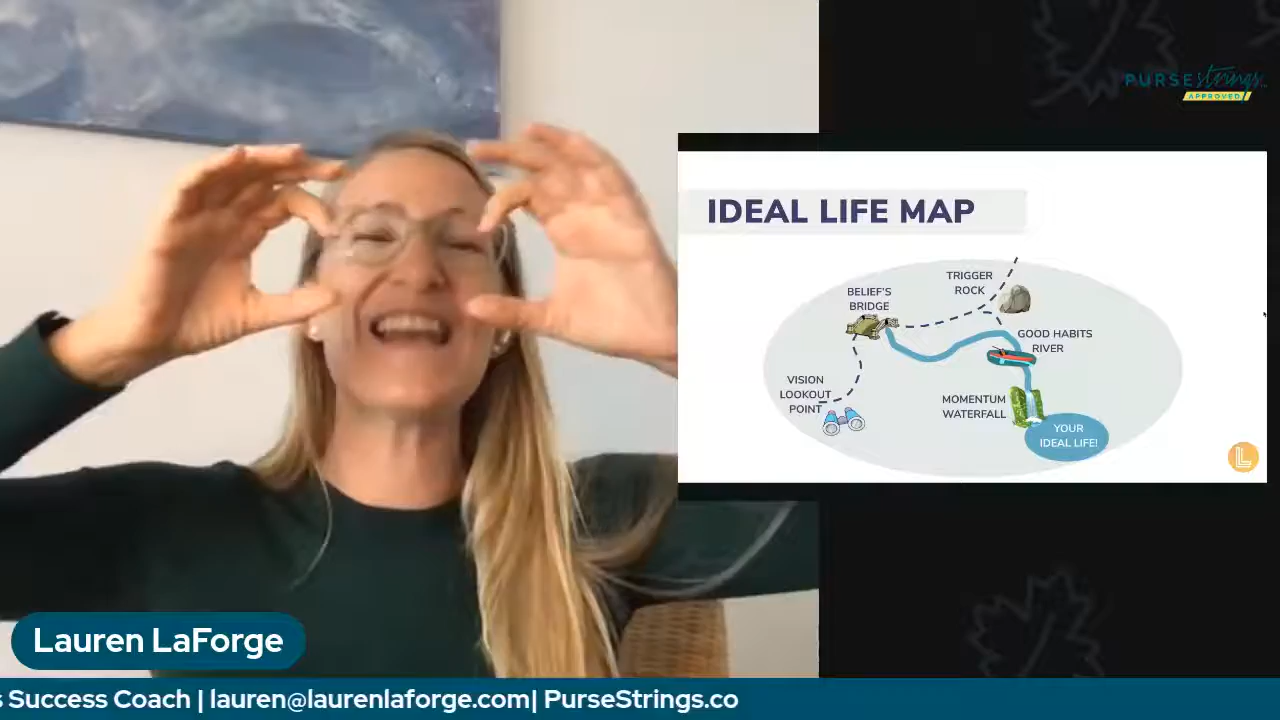 PURSEstrings
APPROVED
IDEAL LIFE MAP
TRIGGER
ROCK
BELIEF'S
BRIDGE
GOOD HABITS
RIVER
VISION
LOOKOUT
POINT
MOMENTUM
WATERFALL
YOUR
IDEAL LIFE!
L
Lauren LaForge
s Success Coach | lauren@laurenlaforge.com| PurseStrings.co